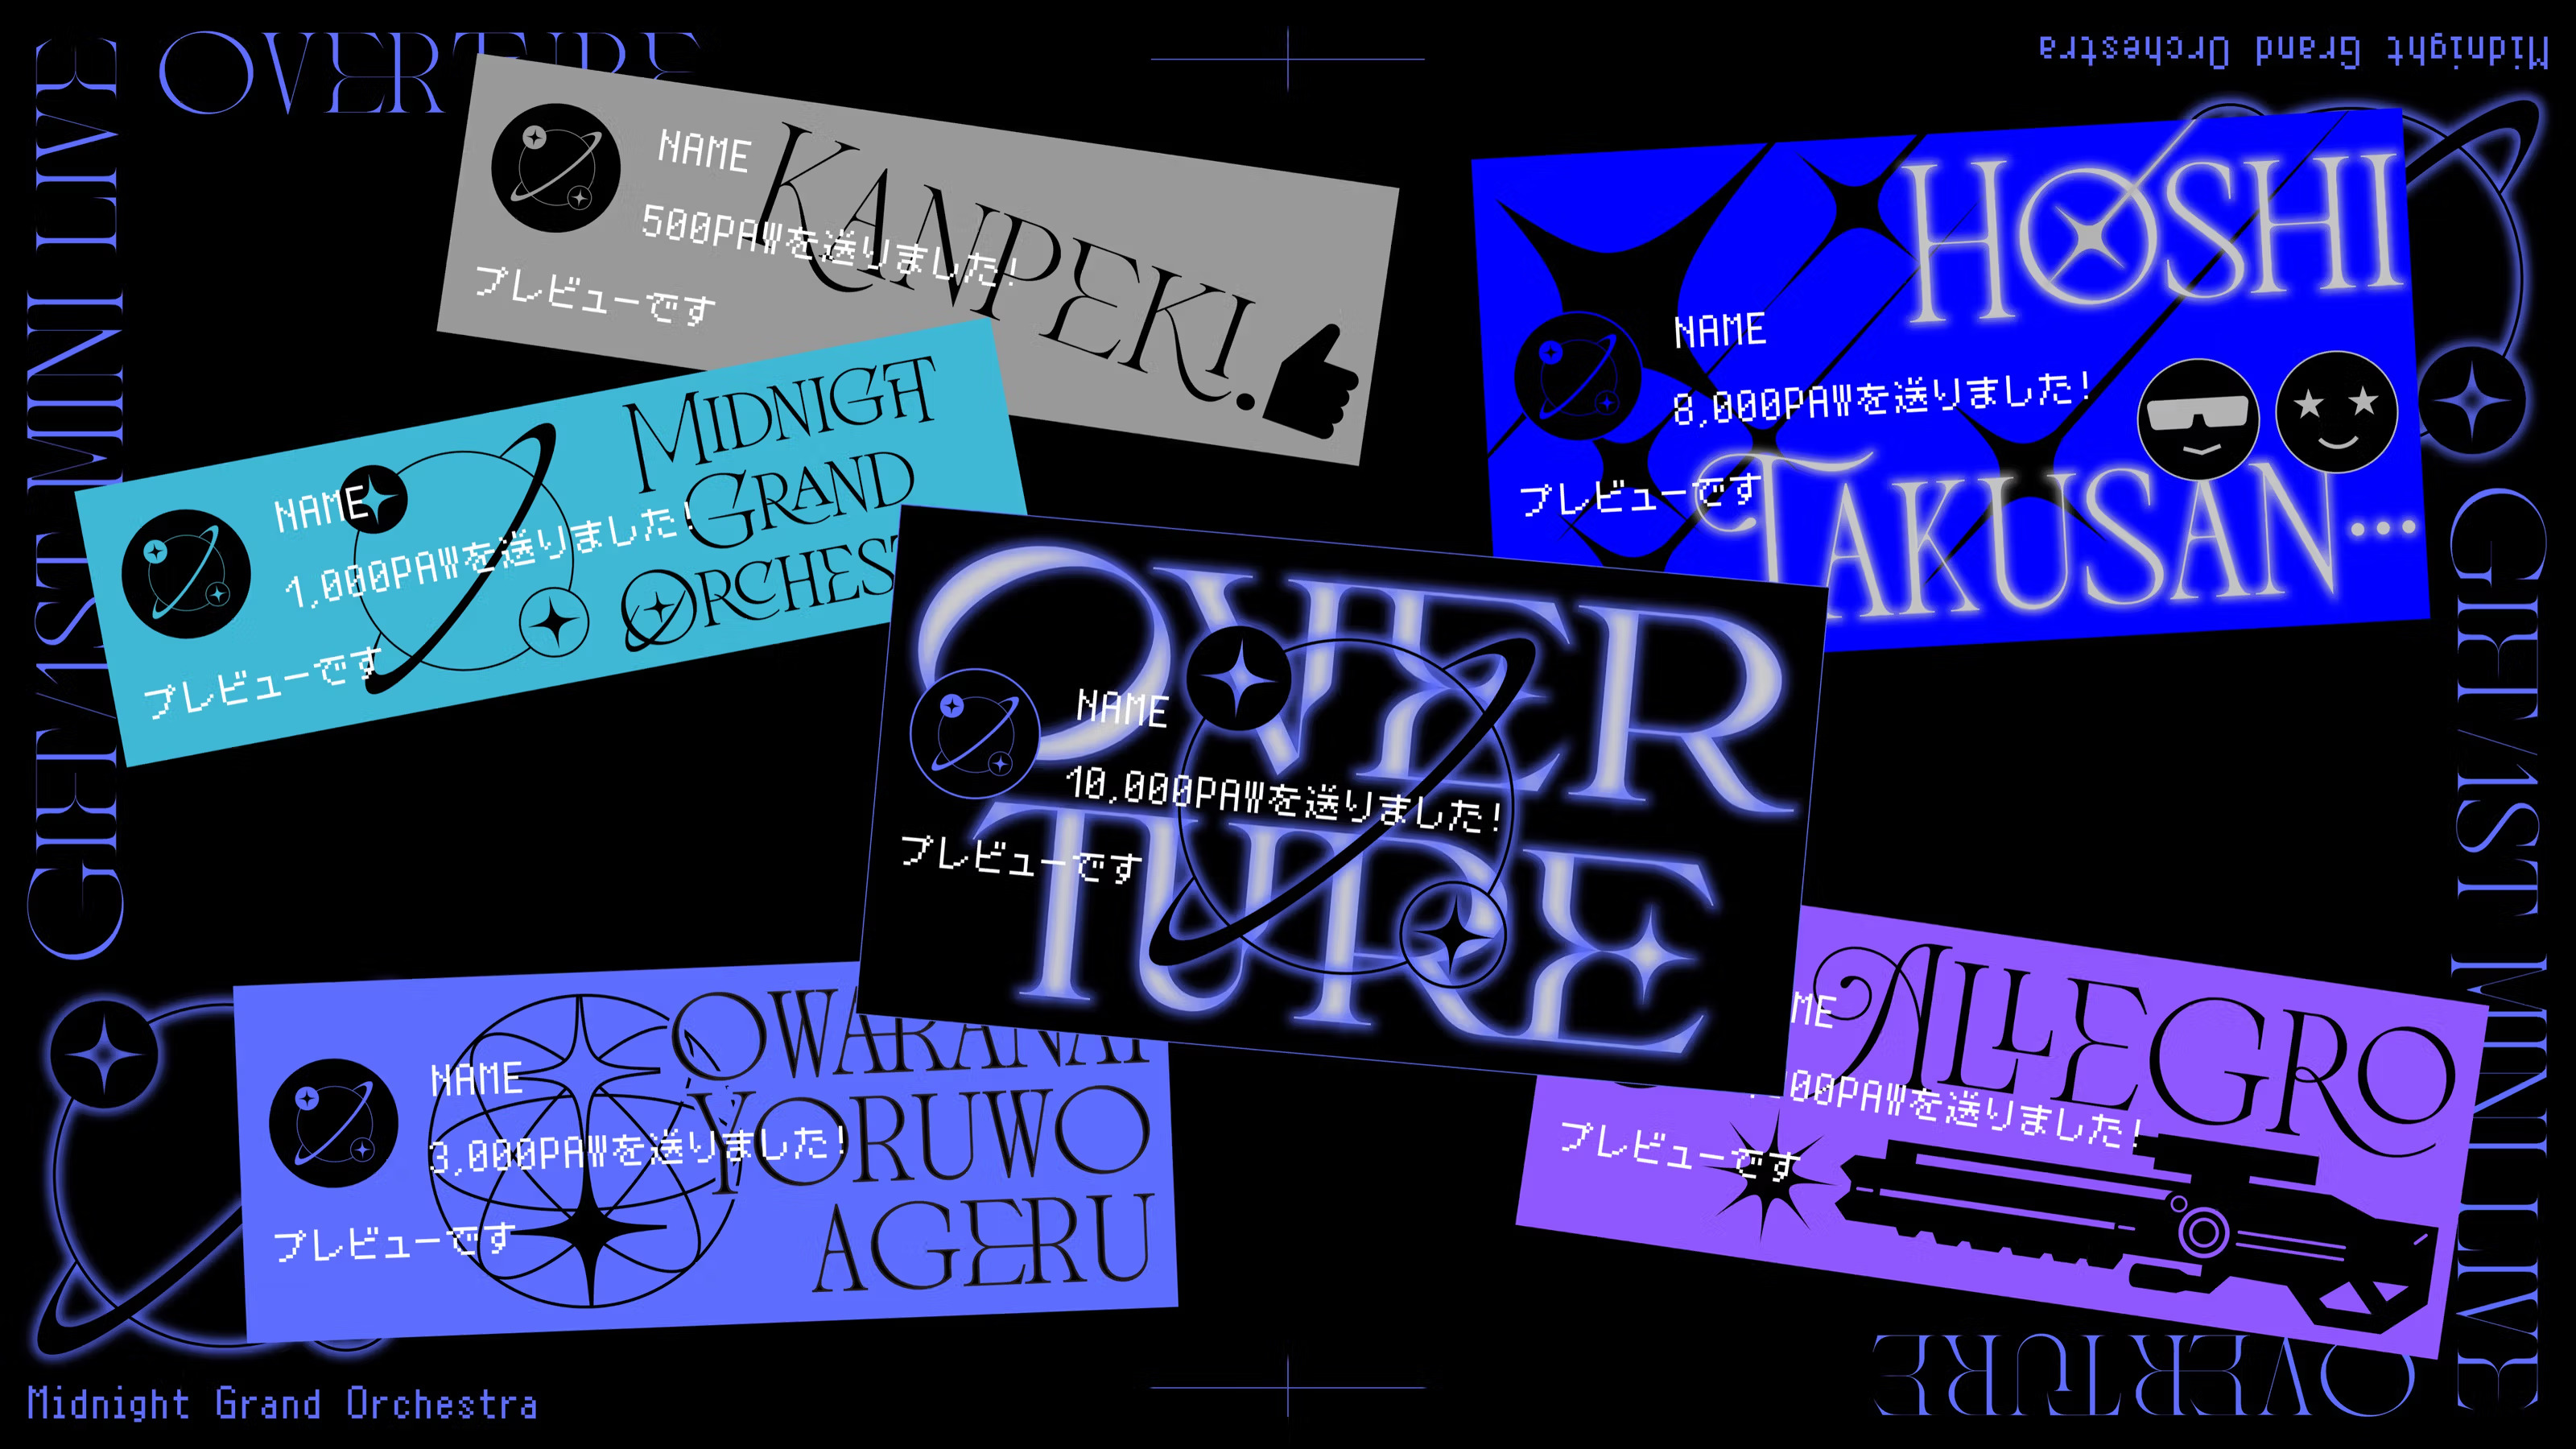 OVERTURE
GET/1ST MINI LIVE
Midnight Grand Orchestra
NAME
500PAWを送りました!
プレビューです
KANPEKI.
NAME
8,000PAWを送りました!
プレビューです
HOSHI
TAKUSAN…
NAME
1,000PAWを送りました!
プレビューです
MIDNIGHT
GRAND
ORCHES
NAME
10,000PAWを送りました!
プレビューです
OVER
TURE
NAME
3,000PAWを送りました!
プレビューです
OWARANAI
YORUWO
AGERU
ME
00PAWを送りました!
プレビューです
ALLEGRO
GET/1ST MINI LIVE
Midnight Grand Orchestra
OVERTURE